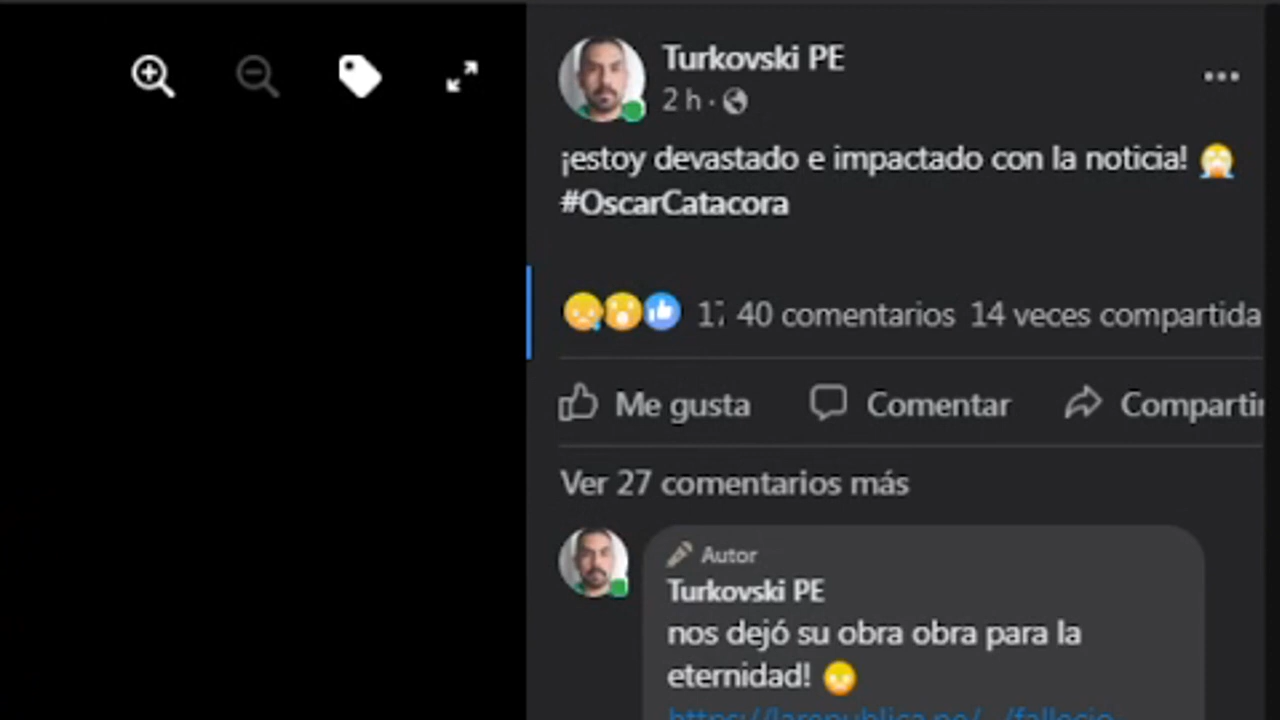 Turkovski PE
2 h ·
¡estoy devastado e impactado con la noticia!
#OscarCatacora
40 comentarios 14 veces compartida
Me gusta Comentar Compartir
Ver 27 comentarios más
Autor
Turkovski PE
nos dejó su obra obra para la
eternidad!